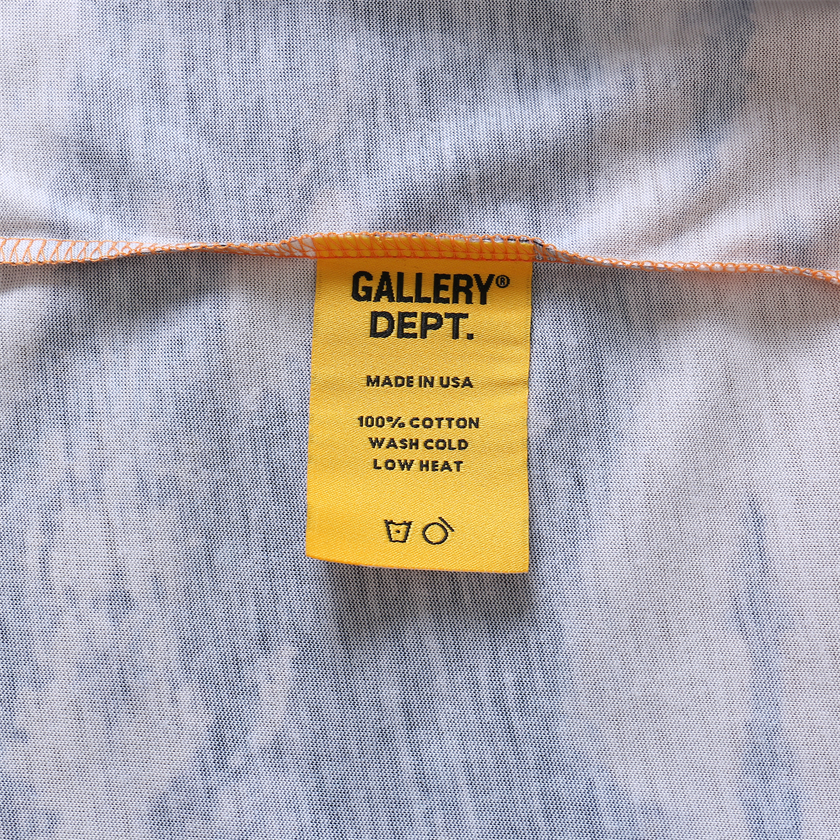 GALLERY®
DEPT.
MADE IN USA
100% COTTON
WASH COLD
LOW HEAT